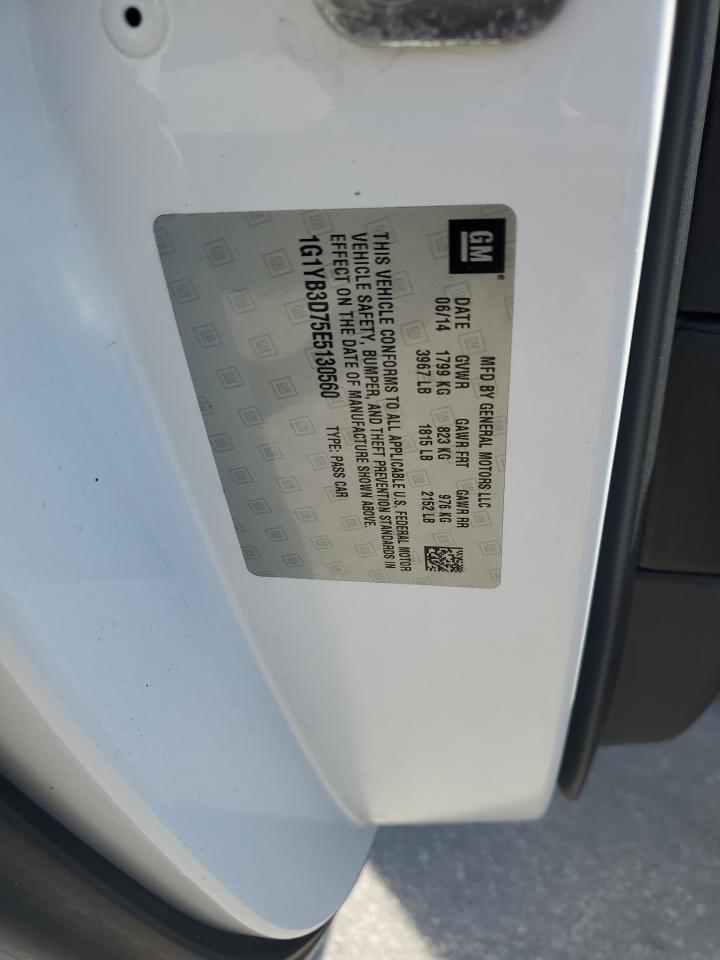 GM
MFD BY GENERAL MOTORS LLC
DATE GVWR GAWR FRT GAWR RR
06/14 1799 KG 823 KG 976 KG
3967 LB 1815 LB 2152 LB
THIS VEHICLE CONFORMS TO ALL APPLICABLE U.S. FEDERAL MOTOR
VEHICLE SAFETY, BUMPER, AND THEFT PREVENTION STANDARDS IN
EFFECT ON THE DATE OF MANUFACTURE SHOWN ABOVE.
1G1YB3D75E5130560 TYPE: PASS CAR